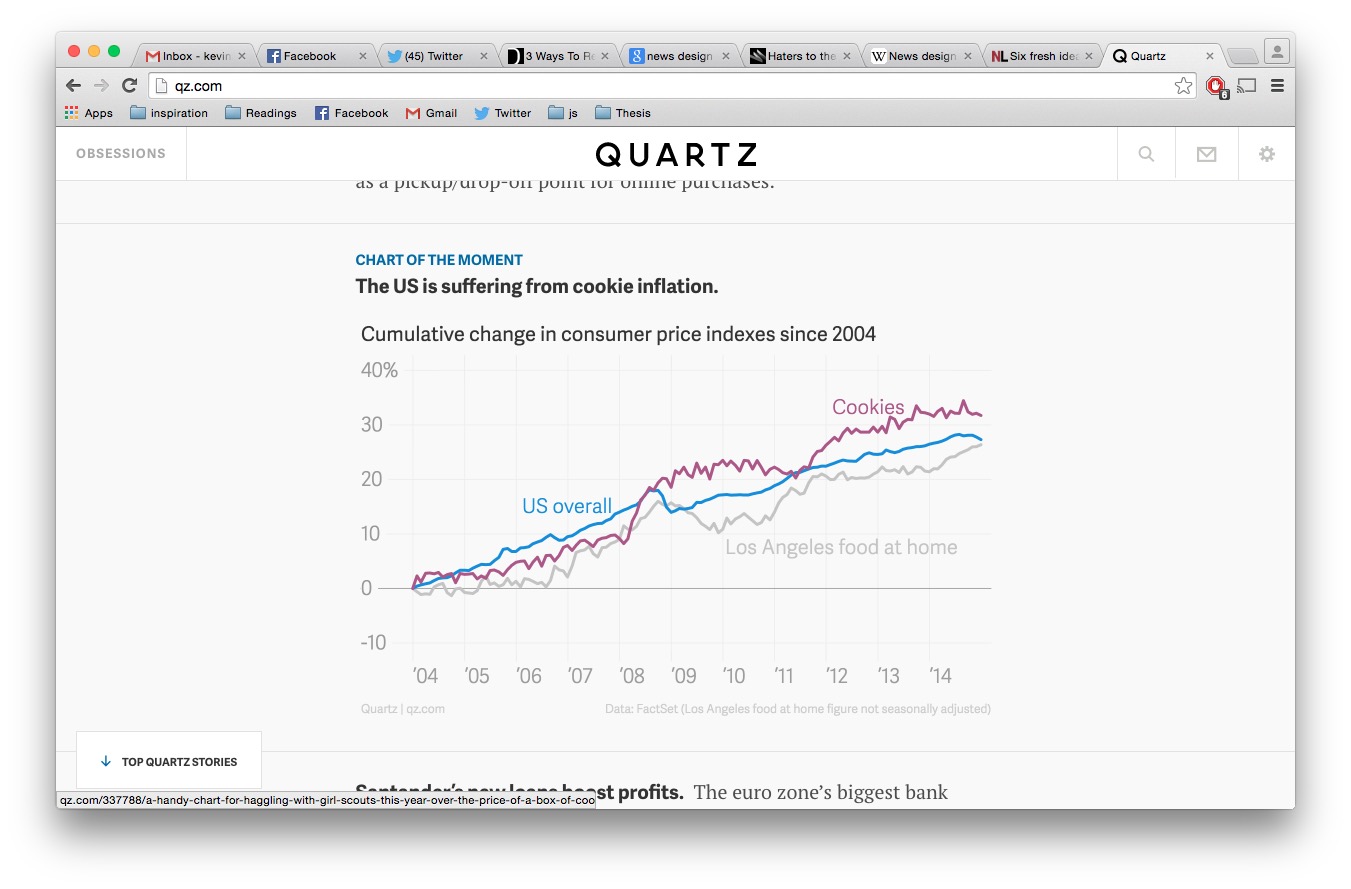 Inbox - kevin
Facebook
(45) Twitter
3 Ways To Re
news design
Haters to the
News design
Six fresh idea
Quartz
qz.com
6
Apps inspiration Readings Facebook Gmail Twitter js Thesis
OBSESSIONS
QUARTZ
as a pickup/drop-off point for online purchases.
CHART OF THE MOMENT
The US is suffering from cookie inflation.
Cumulative change in consumer price indexes since 2004
40%
30
20
10
0
-10
Cookies
US overall
Los Angeles food at home
'04 '05 '06 '07 '08 '09 '10 '11 '12 '13 '14
Quartz | qz.com
Data: FactSet (Los Angeles food at home figure not seasonally adjusted)
TOP QUARTZ STORIES
Santander's new loans boost profits. The euro zone's biggest bank
qz.com/337788/a-handy-chart-for-haggling-with-girl-scouts-this-year-over-the-price-of-a-box-of-coo